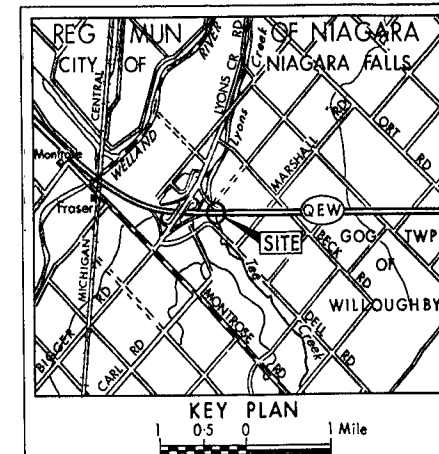 REG MUN OF NIAGARA
CITY OF NIAGARA FALLS
RIVER
WELLAND
CENTRAL
LYONS CR RD
Lyons
Creek
MARSHALL
RD
ORT
RD
Montrose
Fraser
QEW
SITE
BECK
RD
GOG TWP
OF
WILLOUGHBY
Tee
Creek
DELL
RD
MICHIGAN
MONTROSE
RD
BIGGER
RD
CARL RD
KEY PLAN
1 0·5 0 1 Mile